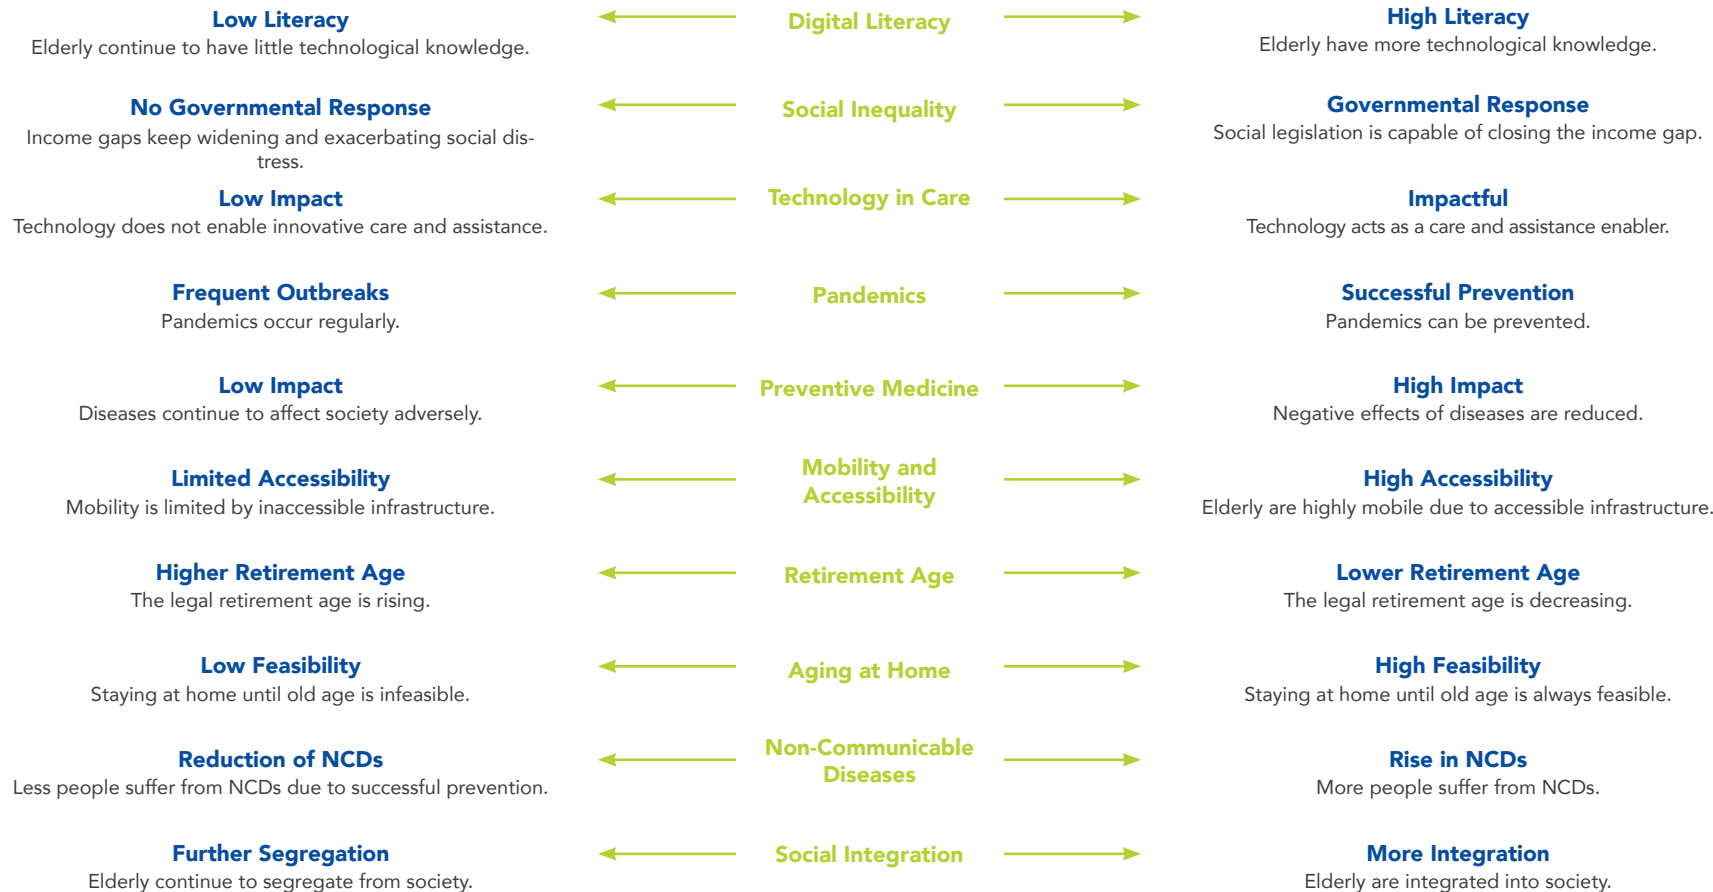 Low Literacy
Elderly continue to have little technological knowledge.
Digital Literacy
High Literacy
Elderly have more technological knowledge.
No Governmental Response
Income gaps keep widening and exacerbating social dis-
tress.
Social Inequality
Governmental Response
Social legislation is capable of closing the income gap.
Low Impact
Technology does not enable innovative care and assistance.
Technology in Care
Impactful
Technology acts as a care and assistance enabler.
Frequent Outbreaks
Pandemics occur regularly.
Pandemics
Successful Prevention
Pandemics can be prevented.
Low Impact
Diseases continue to affect society adversely.
Preventive Medicine
High Impact
Negative effects of diseases are reduced.
Limited Accessibility
Mobility is limited by inaccessible infrastructure.
Mobility and
Accessibility
High Accessibility
Elderly are highly mobile due to accessible infrastructure.
Higher Retirement Age
The legal retirement age is rising.
Retirement Age
Lower Retirement Age
The legal retirement age is decreasing.
Low Feasibility
Staying at home until old age is infeasible.
Aging at Home
High Feasibility
Staying at home until old age is always feasible.
Reduction of NCDs
Less people suffer from NCDs due to successful prevention.
Non-Communicable
Diseases
Rise in NCDs
More people suffer from NCDs.
Further Segregation
Elderly continue to segregate from society.
Social Integration
More Integration
Elderly are integrated into society.